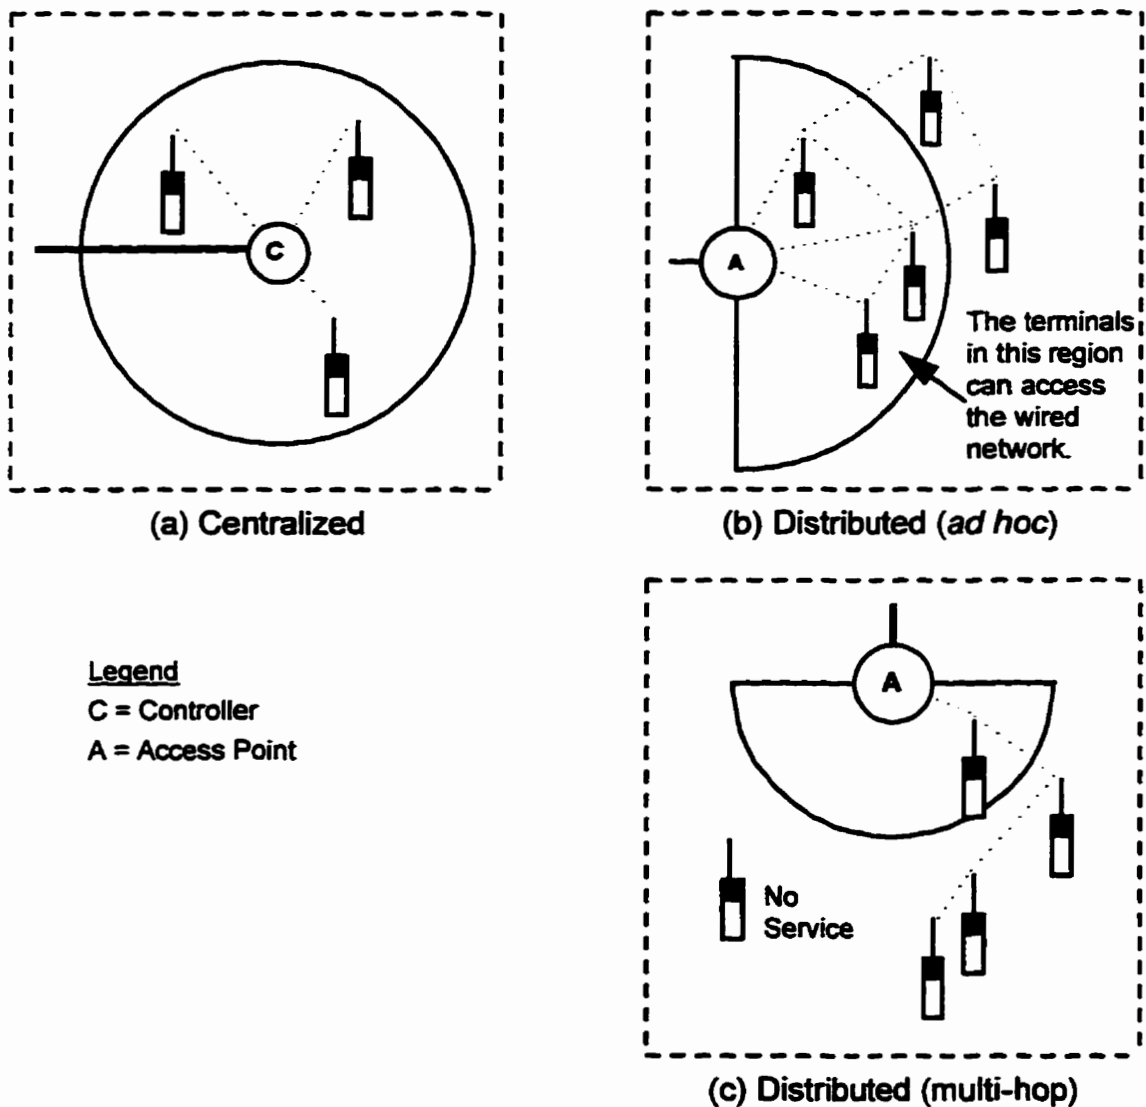 C
(a) Centralized
A
The terminals
in this region
can access
the wired
network.
(b) Distributed (ad hoc)
Legend
C = Controller
A = Access Point
A
No
Service
(c) Distributed (multi-hop)